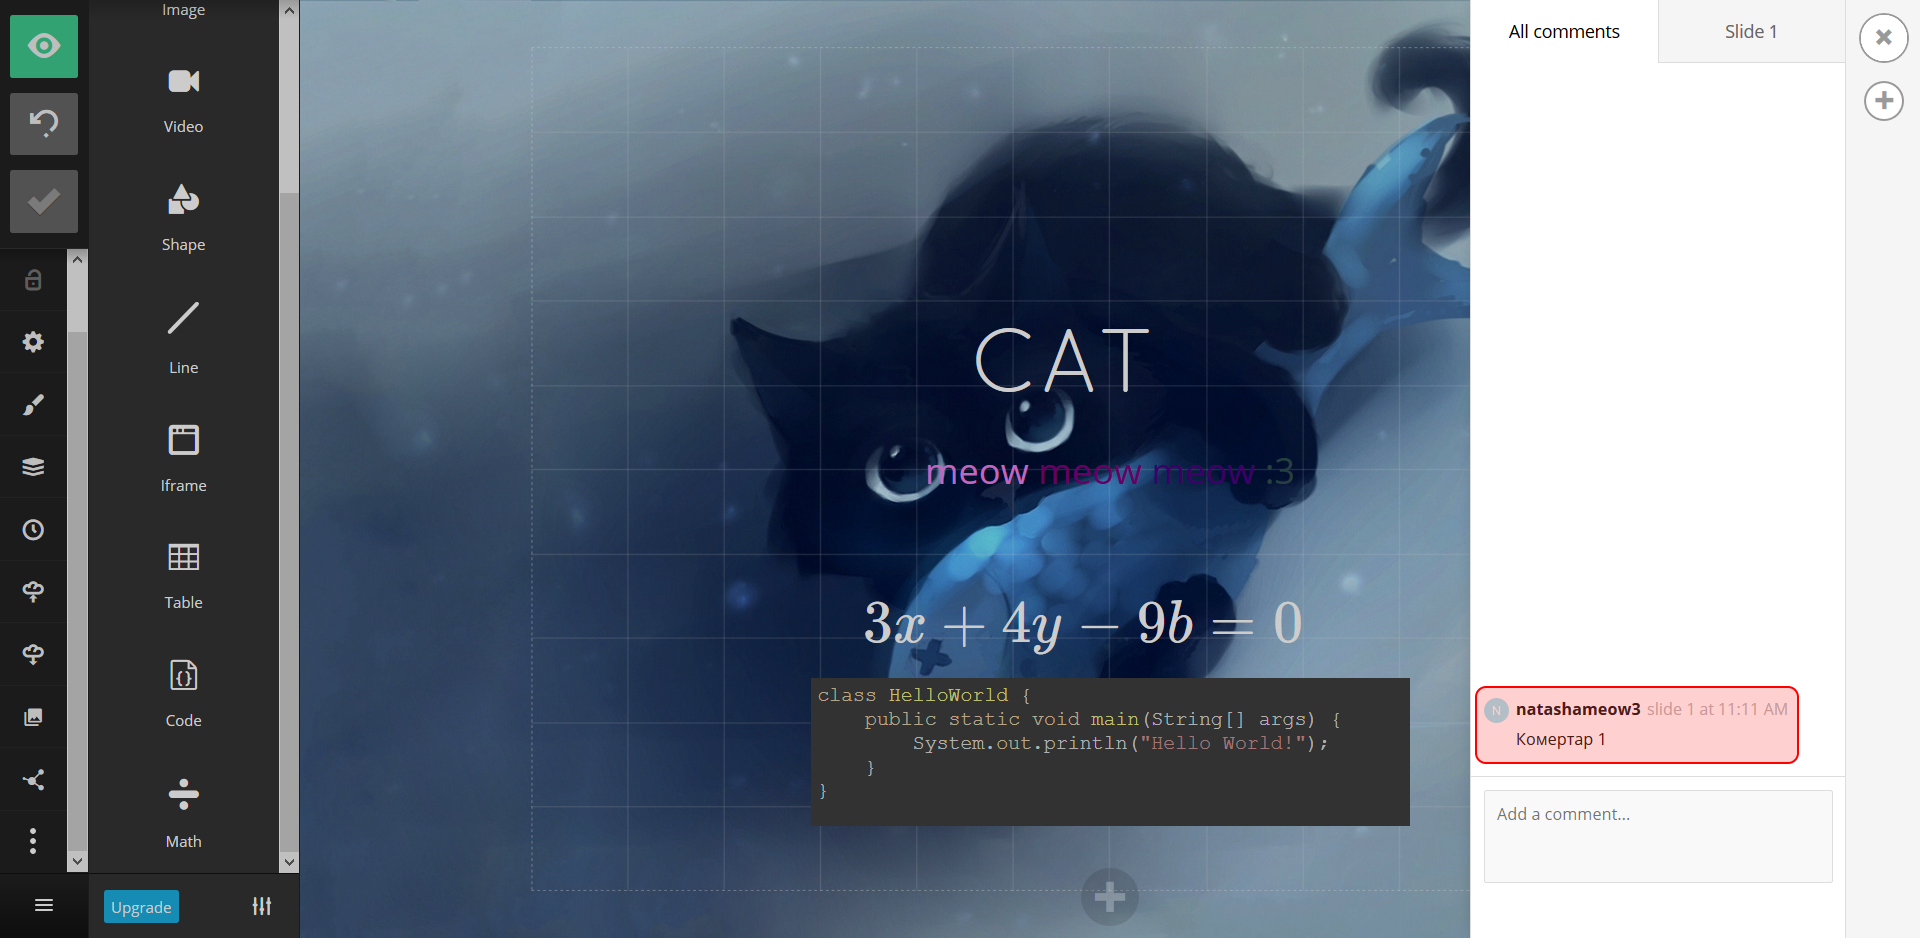 Image
Video
Shape
Line
Iframe
Table
Code
Math
Upgrade
CAT
meow meow meow :3
3x + 4y − 9b = 0
class HelloWorld {
    public static void main(String[] args) {
        System.out.println("Hello World!");
    }
}
All comments
Slide 1
N natashameow3 slide 1 at 11:11 AM
Комертар 1
Add a comment...